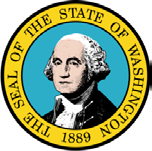 THE SEAL OF THE STATE OF WASHINGTON
1889